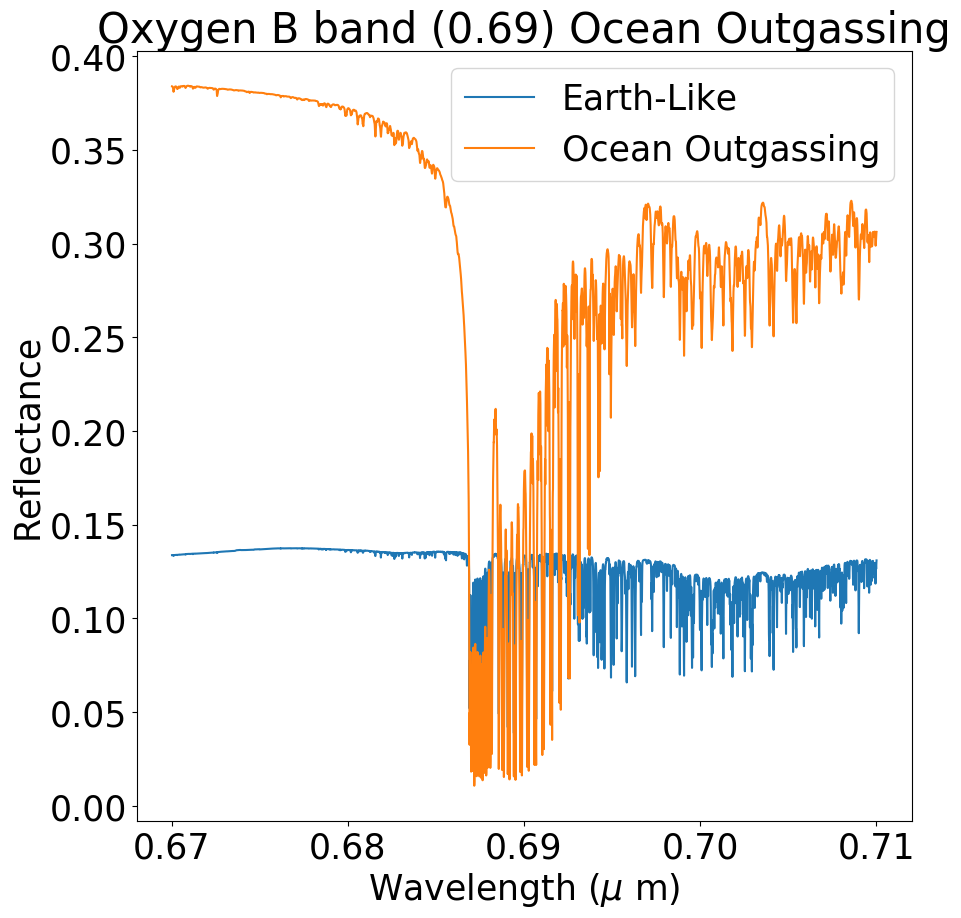 Oxygen B band (0.69) Ocean Outgassing
Earth-Like
Ocean Outgassing
0.40
0.35
0.30
0.25
0.20
0.15
0.10
0.05
0.00
Reflectance
0.67 0.68 0.69 0.70 0.71
Wavelength (μ m)